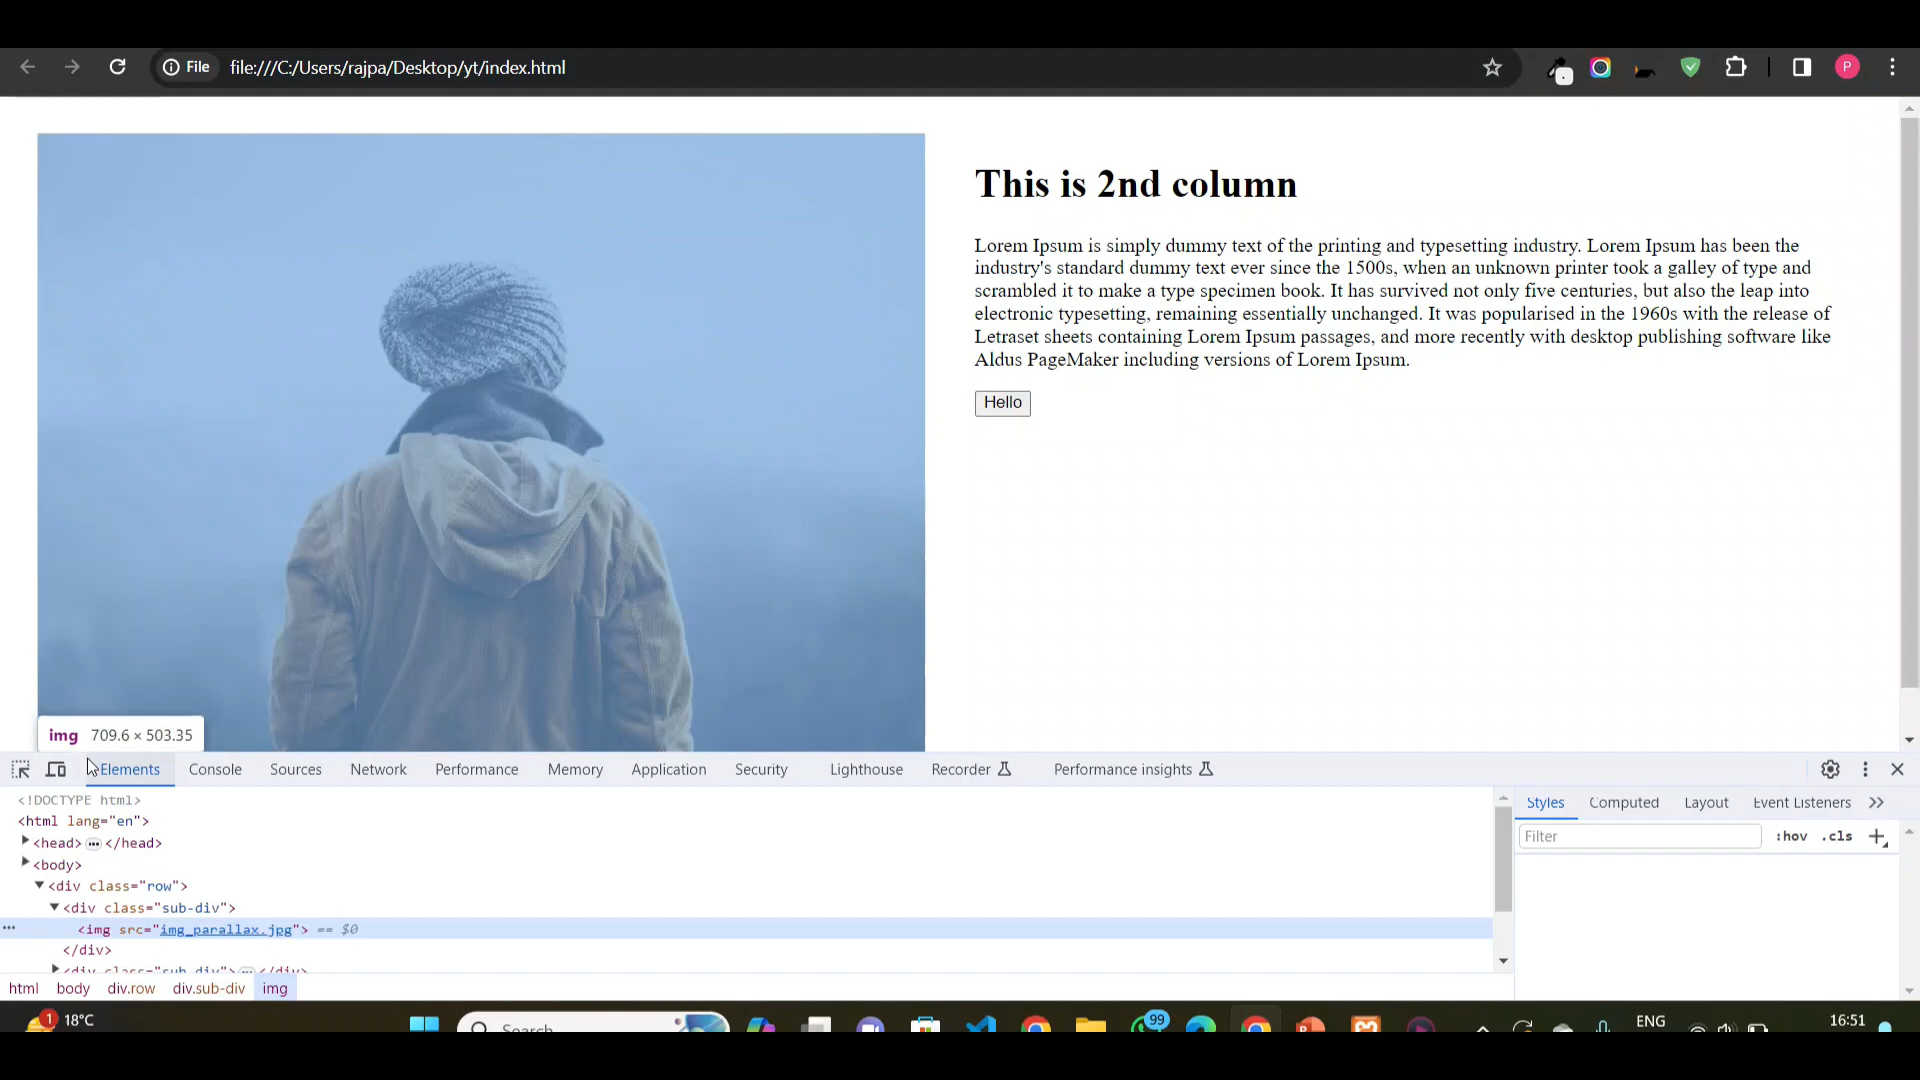 File file:///C:/Users/rajpa/Desktop/yt/index.html
P
This is 2nd column
Lorem Ipsum is simply dummy text of the printing and typesetting industry. Lorem Ipsum has been the
industry's standard dummy text ever since the 1500s, when an unknown printer took a galley of type and
scrambled it to make a type specimen book. It has survived not only five centuries, but also the leap into
electronic typesetting, remaining essentially unchanged. It was popularised in the 1960s with the release of
Letraset sheets containing Lorem Ipsum passages, and more recently with desktop publishing software like
Aldus PageMaker including versions of Lorem Ipsum.
Hello
img 709.6 × 503.35
Elements Console Sources Network Performance Memory Application Security Lighthouse Recorder Performance insights
<!DOCTYPE html>
<html lang="en">
<head> ••• </head>
<body>
<div class="row">
<div class="sub-div">
••• <img src="img_parallax.jpg"> == $0
</div>
<div class="sub-div"> ••• </div>
html body div.row div.sub-div img
Styles Computed Layout Event Listeners
Filter :hov .cls
1 18°C
Search
99
ENG
16:51